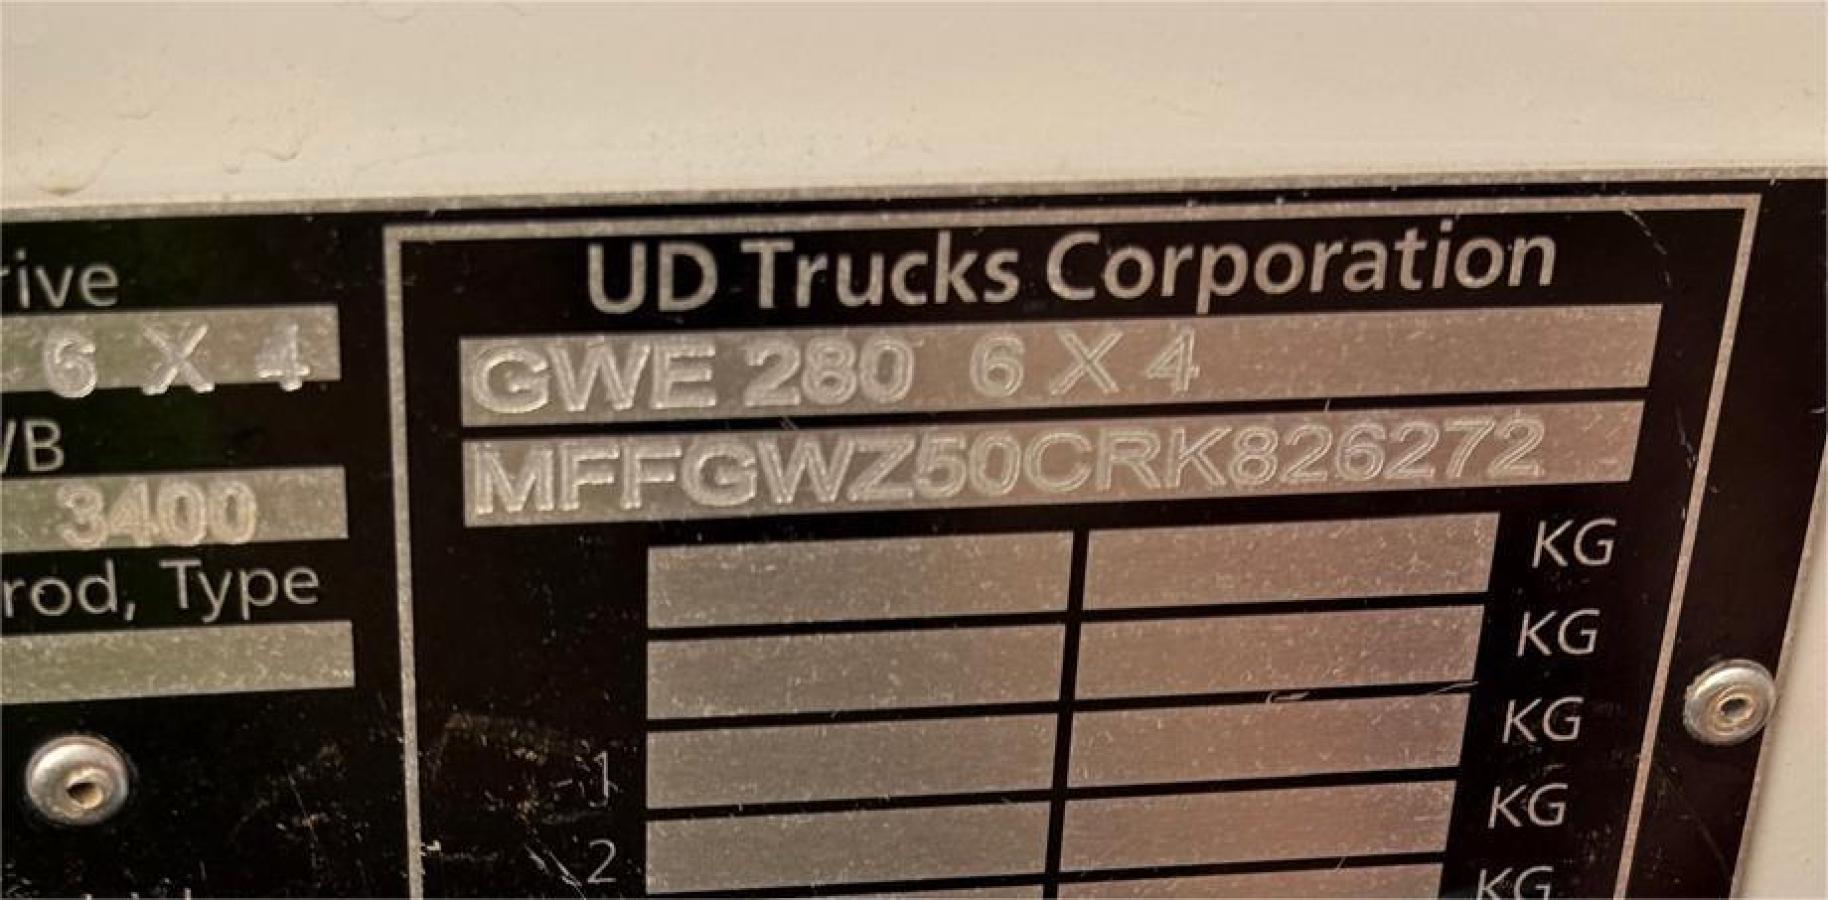 rive
6 X 4
WB
3400
rod, Type
UD Trucks Corporation
GWE 280 6 X 4
MFFGWZ50CRK826272
KG
KG
KG
1
KG
2
KG